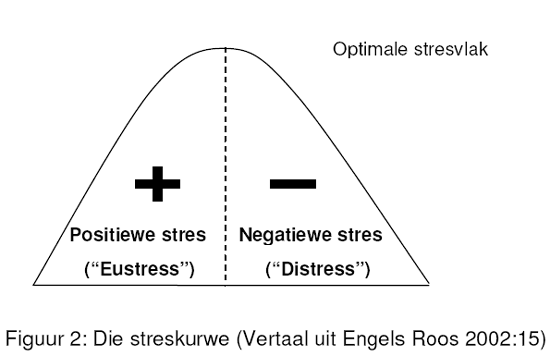 Optimale stresvlak
+ −
Positiewe stres Negatiewe stres
(“Eustress”) (“Distress”)
Figuur 2: Die streskurwe (Vertaal uit Engels Roos 2002:15)